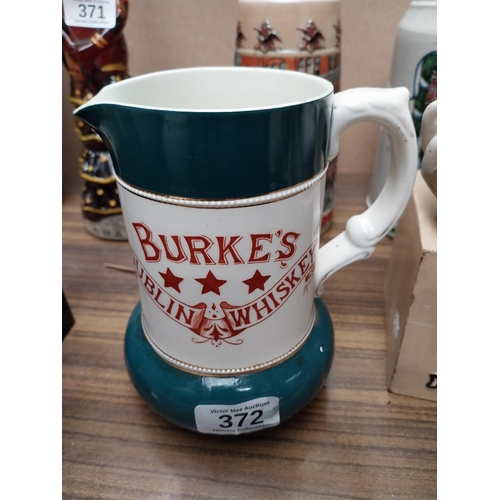 371
BURKE'S
DUBLIN WHISKEY
Victor Mee Auctions
372
D